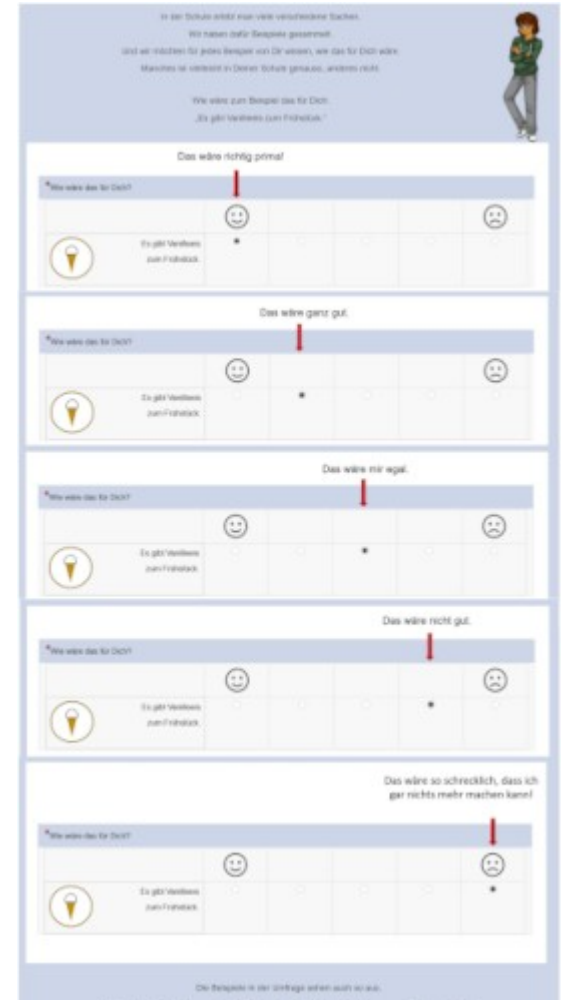 In der Schule erlebt man viele verschiedene Sachen.
Wir haben dafür Beispiele gesammelt.
Und wir möchten für jedes Beispiel von Dir wissen, wie das für Dich wäre.
Manches ist vielleicht in Deiner Schule genauso, anderes nicht.
Wie wäre zum Beispiel das für Dich:
„Es gibt Vanilleeis zum Frühstück.“
Das wäre richtig prima!
*Wie wäre das für Dich?
Es gibt Vanilleeis
zum Frühstück.
Das wäre ganz gut.
*Wie wäre das für Dich?
Es gibt Vanilleeis
zum Frühstück.
Das wäre mir egal.
*Wie wäre das für Dich?
Es gibt Vanilleeis
zum Frühstück.
Das wäre nicht gut.
*Wie wäre das für Dich?
Es gibt Vanilleeis
zum Frühstück.
Das wäre so schrecklich, dass ich
gar nichts mehr machen kann!
*Wie wäre das für Dich?
Es gibt Vanilleeis
zum Frühstück.
Die Beispiele in der Umfrage sehen auch so aus.